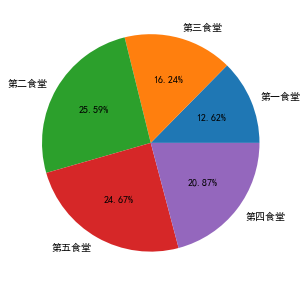 第三食堂
16.24%
第二食堂
第一食堂
25.59%
12.62%
20.87%
24.67%
第四食堂
第五食堂